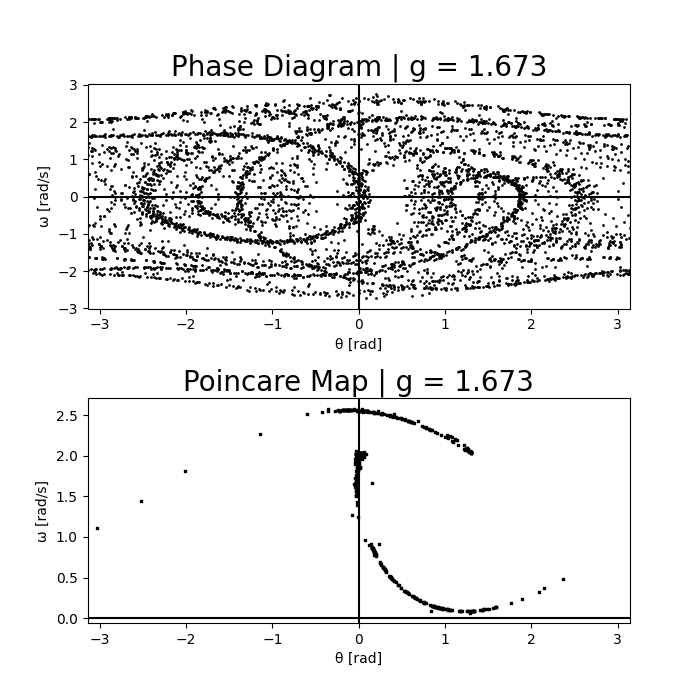 Phase Diagram | g = 1.673
3
2
1
0
−1
−2
−3
ω [rad/s]
−3 −2 −1 0 1 2 3
θ [rad]
Poincare Map | g = 1.673
2.5
2.0
1.5
1.0
0.5
0.0
ω [rad/s]
−3 −2 −1 0 1 2 3
θ [rad]